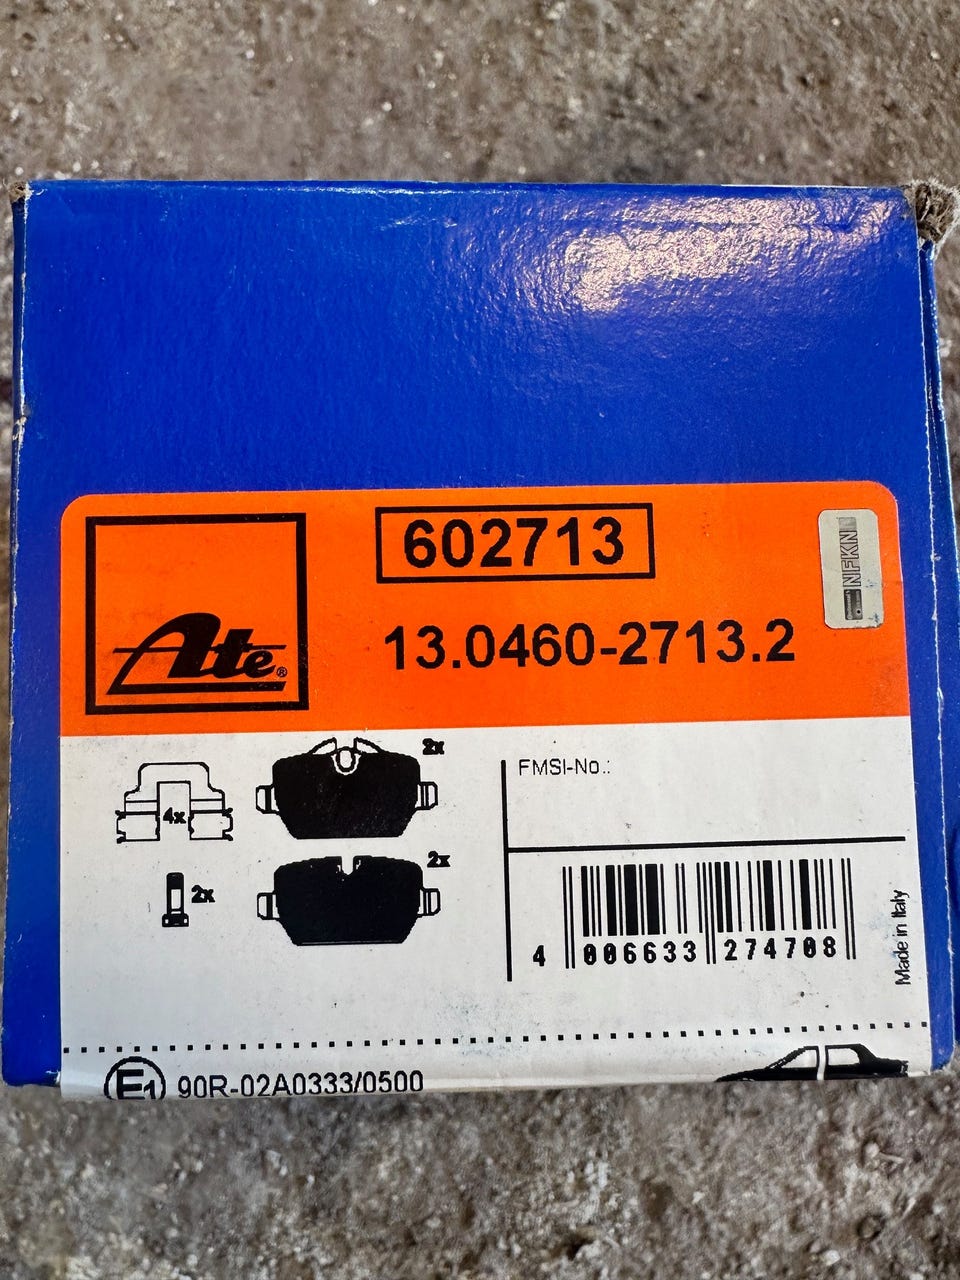 602713
13.0460-2713.2
Ate®
NFKN
2x
4x
2x
2x
FMSI-No.:
4 006633 274708
Made in Italy
E1 90R-02A0333/0500